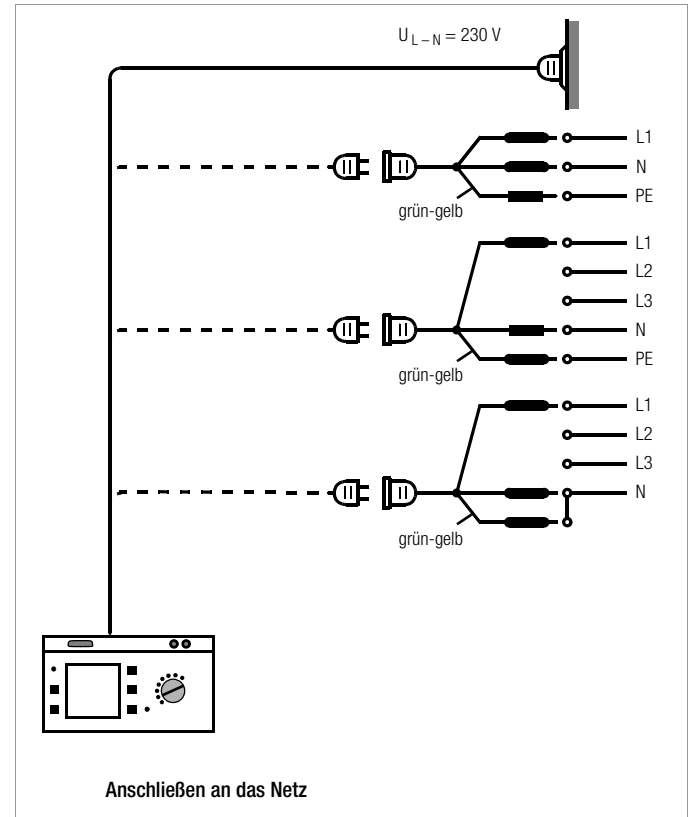 U L – N = 230 V
L1
N
PE
grün-gelb
L1
L2
L3
N
PE
grün-gelb
L1
L2
L3
N
grün-gelb
Anschließen an das Netz